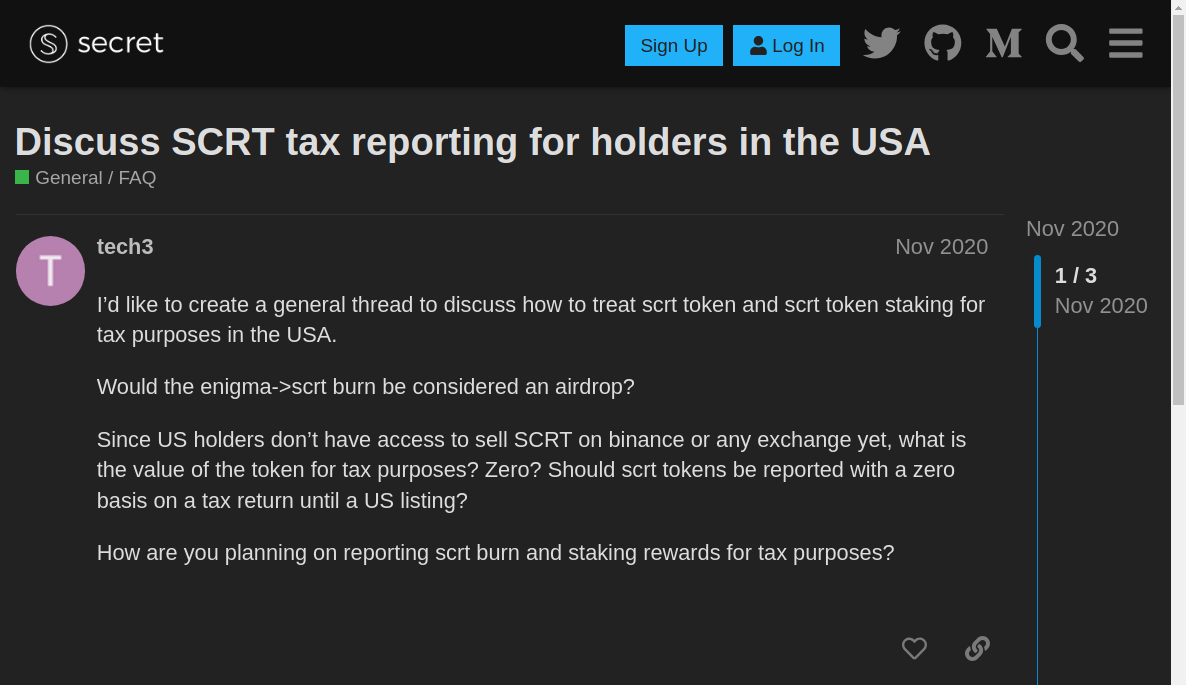 secret
Sign Up
Log In
Discuss SCRT tax reporting for holders in the USA
General / FAQ
T
tech3
Nov 2020
I’d like to create a general thread to discuss how to treat scrt token and scrt token staking for
tax purposes in the USA.
Would the enigma->scrt burn be considered an airdrop?
Since US holders don’t have access to sell SCRT on binance or any exchange yet, what is
the value of the token for tax purposes? Zero? Should scrt tokens be reported with a zero
basis on a tax return until a US listing?
How are you planning on reporting scrt burn and staking rewards for tax purposes?
Nov 2020
1 / 3
Nov 2020